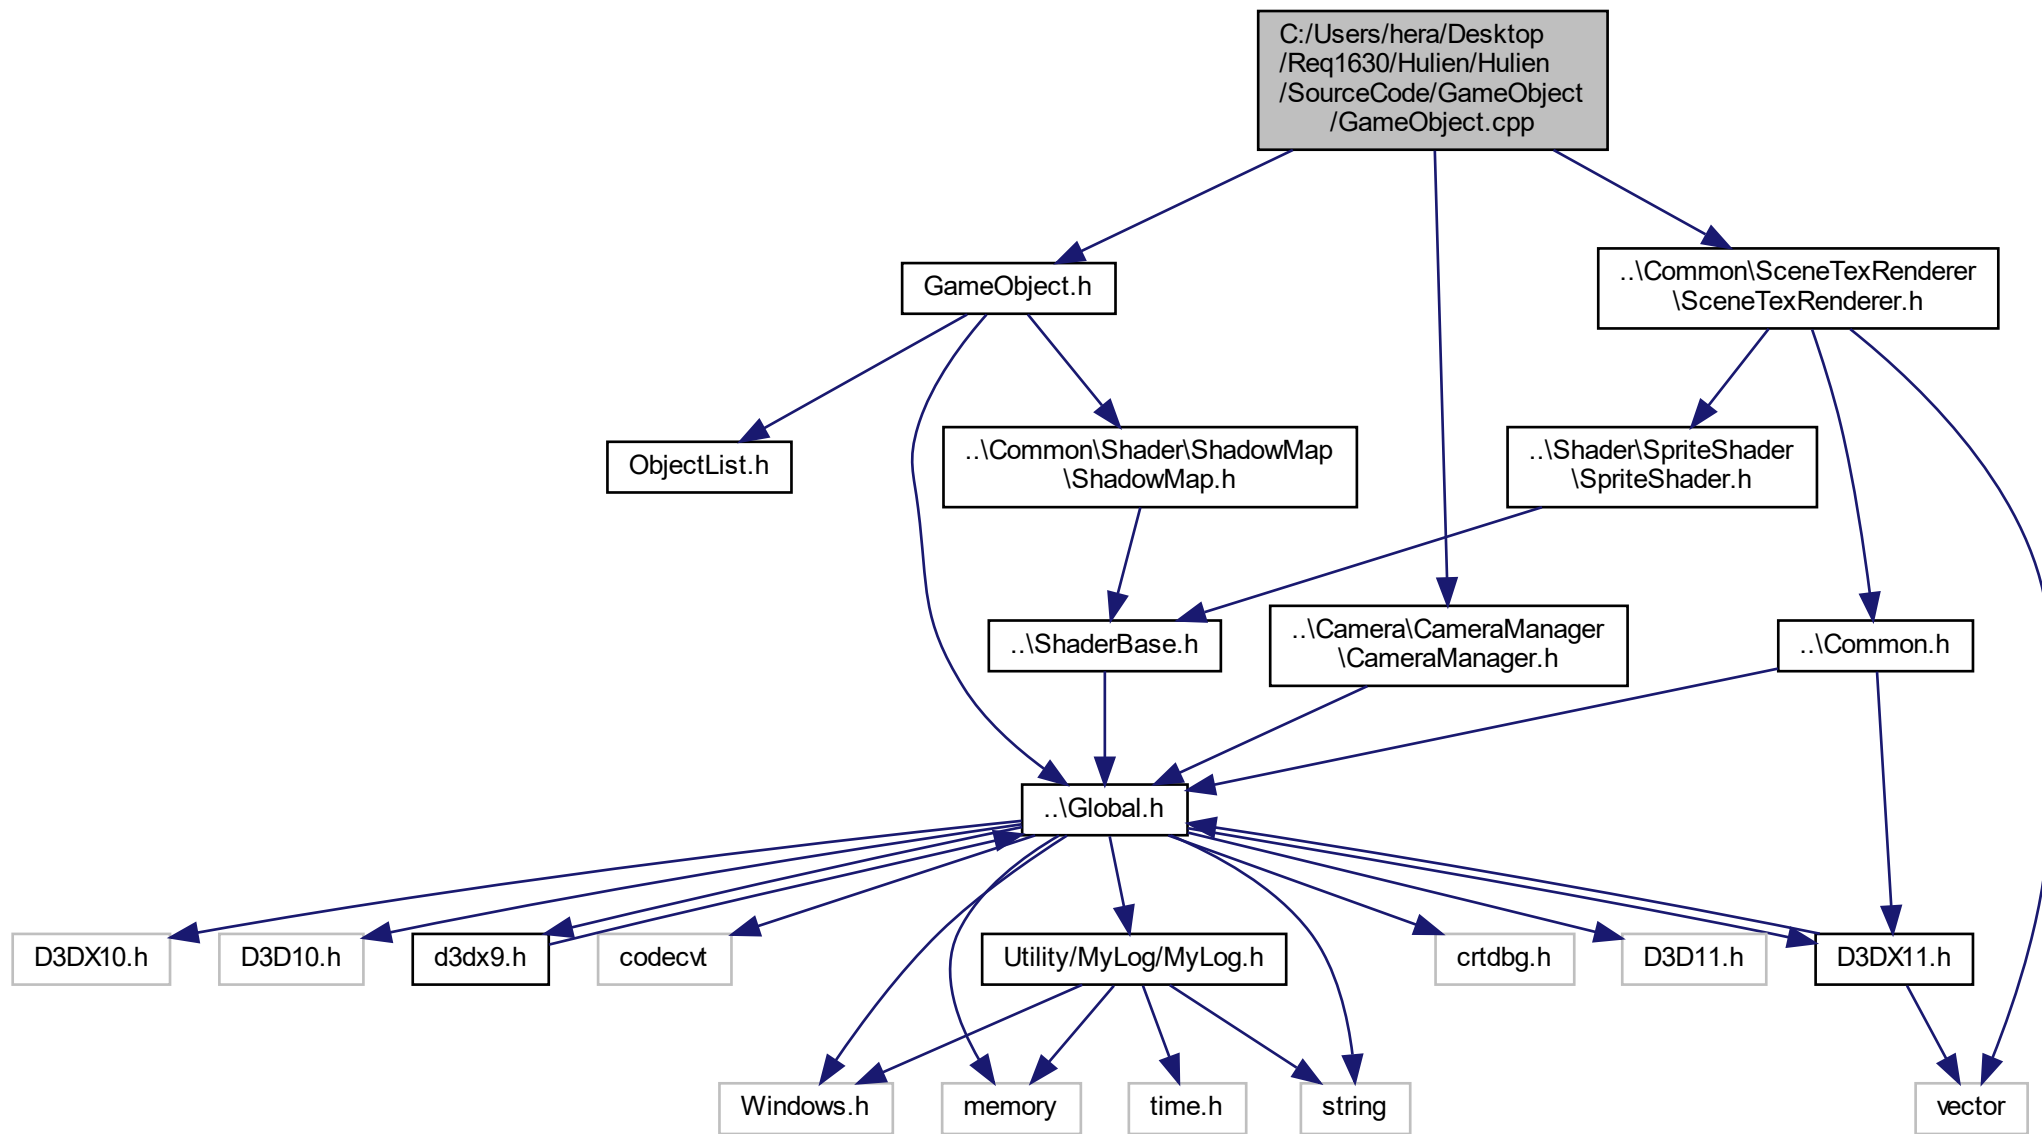 C:/Users/hera/Desktop
/Req1630/Hulien/Hulien
/SourceCode/GameObject
/GameObject.cpp
GameObject.h
..\Common\SceneTexRenderer
\SceneTexRenderer.h
ObjectList.h
..\Common\Shader\ShadowMap
\ShadowMap.h
..\Shader\SpriteShader
\SpriteShader.h
..\ShaderBase.h
..\Camera\CameraManager
\CameraManager.h
..\Common.h
..\Global.h
D3DX10.h
D3D10.h
d3dx9.h
codecvt
Utility/MyLog/MyLog.h
crtdbg.h
D3D11.h
D3DX11.h
Windows.h
memory
time.h
string
vector